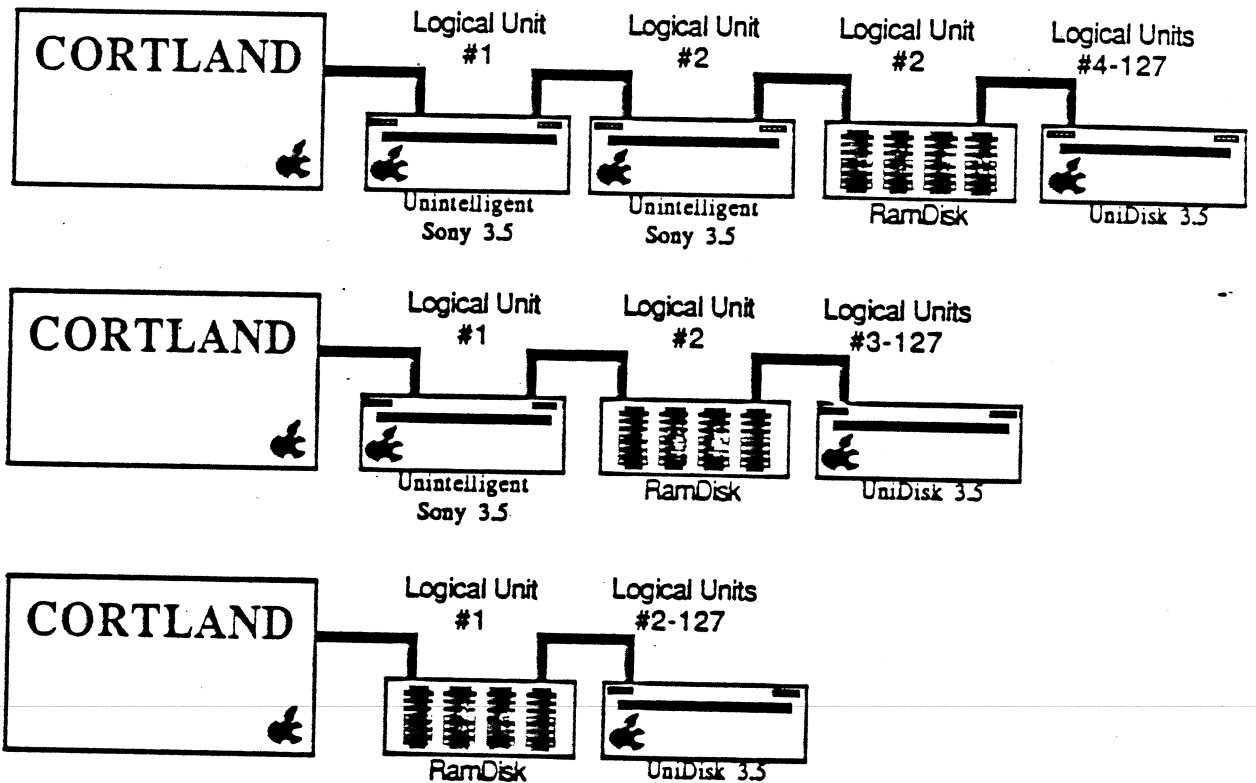 CORTLAND
Logical Unit
#1
Logical Unit
#2
Logical Unit
#2
Logical Units
#4-127
Unintelligent
Sony 3.5
Unintelligent
Sony 3.5
RamDisk
UniDisk 3.5
CORTLAND
Logical Unit
#1
Logical Unit
#2
Logical Units
#3-127
Unintelligent
Sony 3.5
RamDisk
UniDisk 3.5
CORTLAND
Logical Unit
#1
Logical Units
#2-127
RamDisk
UniDisk 3.5